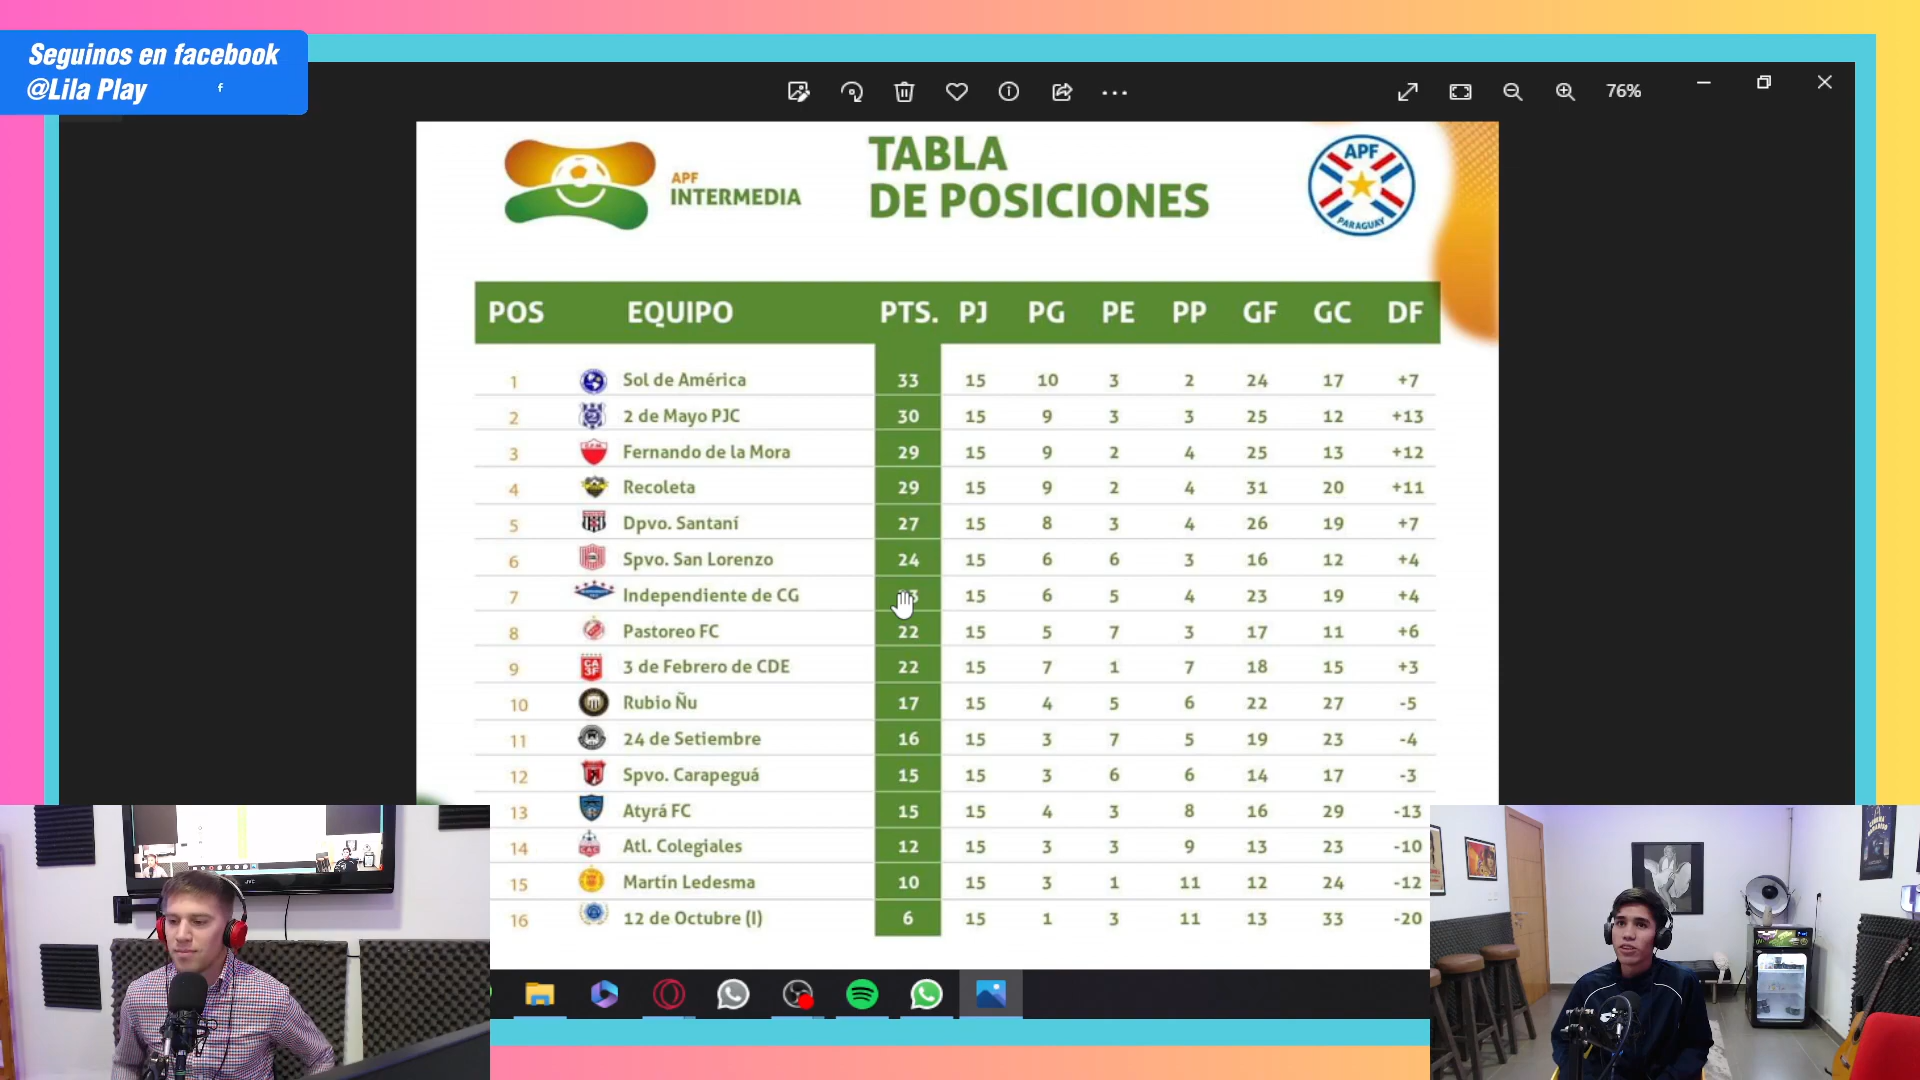 Seguinos en facebook
@Lila Play
f
76%
APF
INTERMEDIA
TABLA
DE POSICIONES
APF
PARAGUAY
POS EQUIPO PTS. PJ PG PE PP GF GC DF
1 Sol de América 33 15 10 3 2 24 17 +7
2 2 de Mayo PJC 30 15 9 3 3 25 12 +13
3 Fernando de la Mora 29 15 9 2 4 25 13 +12
4 Recoleta 29 15 9 2 4 31 20 +11
5 Dpvo. Santaní 27 15 8 3 4 26 19 +7
6 Spvo. San Lorenzo 24 15 6 6 3 16 12 +4
7 Independiente de CG 15 6 5 4 23 19 +4
8 Pastoreo FC 22 15 5 7 3 17 11 +6
9 3 de Febrero de CDE 22 15 7 1 7 18 15 +3
10 Rubio Ñu 17 15 4 5 6 22 27 -5
11 24 de Setiembre 16 15 3 7 5 19 23 -4
12 Spvo. Carapeguá 15 15 3 6 6 14 17 -3
13 Atyrá FC 15 15 4 3 8 16 29 -13
14 Atl. Colegiales 12 15 3 3 9 13 23 -10
15 Martín Ledesma 10 15 3 1 11 12 24 -12
16 12 de Octubre (I) 6 15 1 3 11 13 33 -20